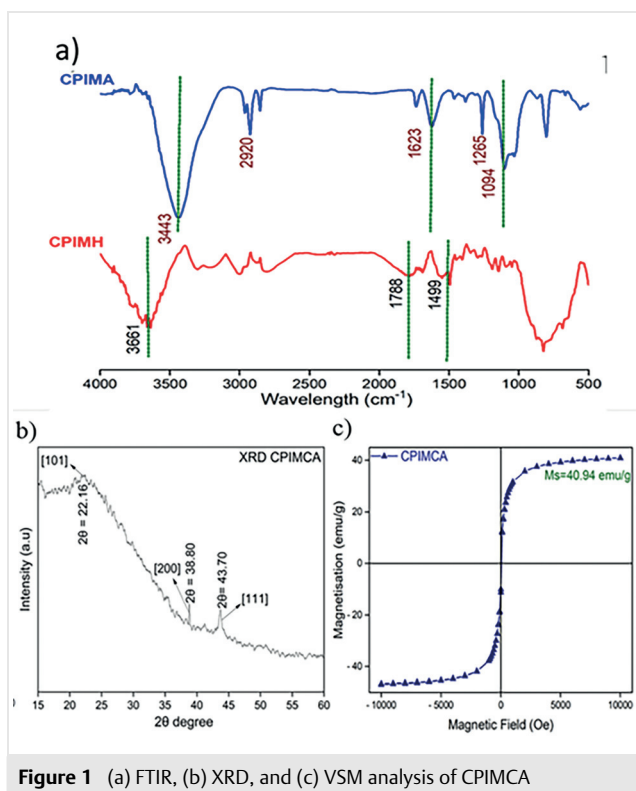 a)
CPIMA
3443
2920
1623
1265
1094
CPIMH
3661
1788
1499
4000 3500 3000 2500 2000 1500 1000 500
Wavelength (cm⁻¹)
b)
XRD CPIMCA
[101]
2θ = 22.16
[200]
2θ = 38.80
2θ= 43.70
[111]
Intensity (a.u)
15 20 25 30 35 40 45 50 55 60
2θ degree
c)
CPIMCA
Ms=40.94 emu/g
Magnetisation (emu/g)
40
20
0
-20
-40
-10000 -5000 0 5000 10000
Magnetic Field (Oe)
Figure 1 (a) FTIR, (b) XRD, and (c) VSM analysis of CPIMCA